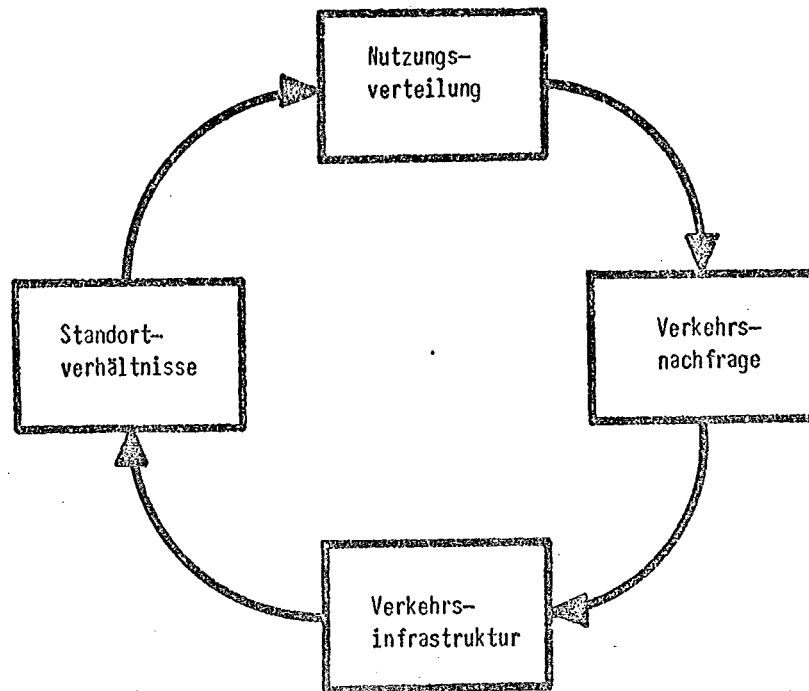 Nutzungs-
verteilung
Standort-
verhältnisse
Verkehrs-
nachfrage
Verkehrs-
infrastruktur